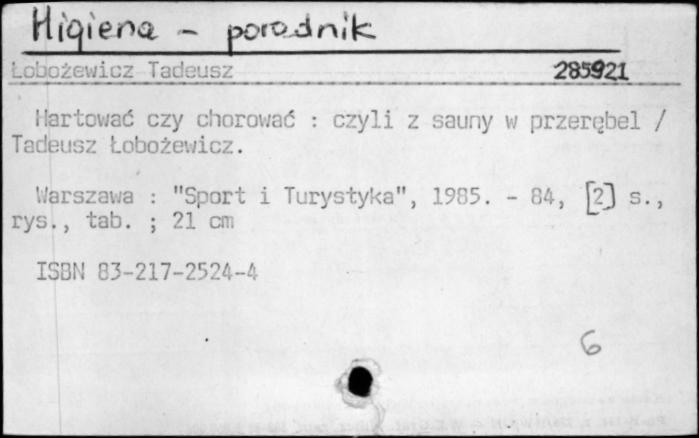 Higiena - poradnik
Łobożewicz Tadeusz 285921
Hartować czy chorować : czyli z sauny w przerębel /
Tadeusz Łobożewicz.
Warszawa : "Sport i Turystyka", 1985. - 84, [2] s.,
rys., tab. ; 21 cm
ISBN 83-217-2524-4
6